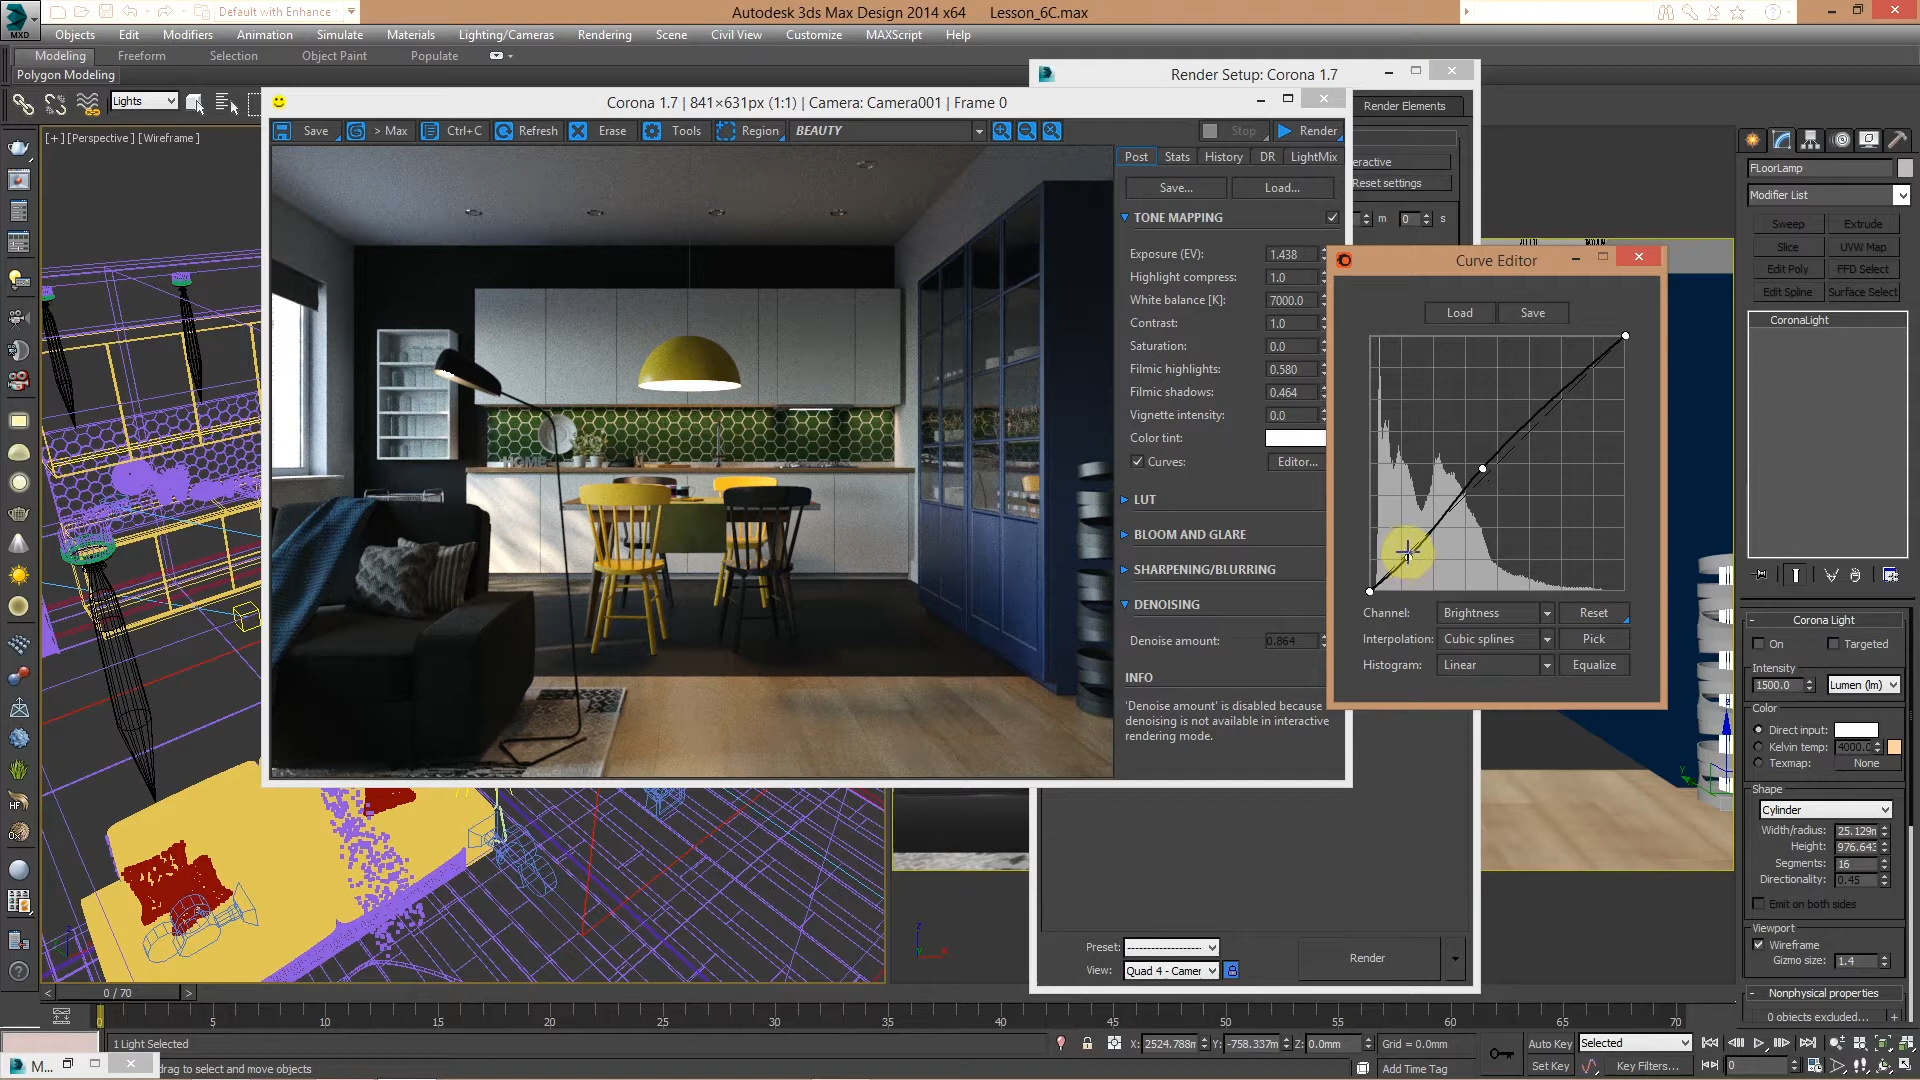 Default with Enhance
Autodesk 3ds Max Design 2014 x64 Lesson_6C.max
MXD
Objects Edit Modifiers Animation Simulate Materials Lighting/Cameras Rendering Scene Civil View Customize MAXScript Help
Modeling Freeform Selection Object Paint Populate
Polygon Modeling
Render Setup: Corona 1.7
Lights
Corona 1.7 | 841×631px (1:1) | Camera: Camera001 | Frame 0
Render Elements
Save > Max Ctrl+C Refresh Erase Tools Region BEAUTY Stop Render
[+] [Perspective] [Wireframe]
Post Stats History DR LightMix
Save... Load...
Reset settings
m 0 s
TONE MAPPING
Exposure (EV): 1.438
Highlight compress: 1.0
White balance [K]: 7000.0
Contrast: 1.0
Saturation: 0.0
Filmic highlights: 0.580
Filmic shadows: 0.464
Vignette intensity: 0.0
Color tint:
Curves: Editor...
LUT
BLOOM AND GLARE
SHARPENING/BLURRING
DENOISING
Denoise amount: 0.864
INFO
'Denoise amount' is disabled because
denoising is not available in interactive
rendering mode.
Curve Editor
Load Save
Channel: Brightness Reset
Interpolation: Cubic splines Pick
Histogram: Linear Equalize
HOME
FLoorLamp
Modifier List
Sweep Extrude
Slice UVW Map
Edit Poly FFD Select
Edit Spline Surface Select
CoronaLight
- Corona Light
On Targeted
Intensity
1500.0 Lumen (lm)
Color
Direct input:
Kelvin temp: 4000.0
Texmap: None
Shape
Cylinder
Width/radius: 25.129m
Height: 976.643
Segments: 16
Directionality: 0.45
Emit on both sides
Viewport
Wireframe
Gizmo size: 1.4
- Nonphysical properties
0 objects excluded... +
HF
Preset: --------------------
View: Quad 4 - Camer Render
< 0 / 70 >
5 10 15 20 25 30 35 40 45 50 55 60 65 70
1 Light Selected X: 2524.788m Y: -758.337m Z: 0.0mm Grid = 0.0mm Auto Key Selected
M... drag to select and move objects Add Time Tag Set Key Key Filters... 0